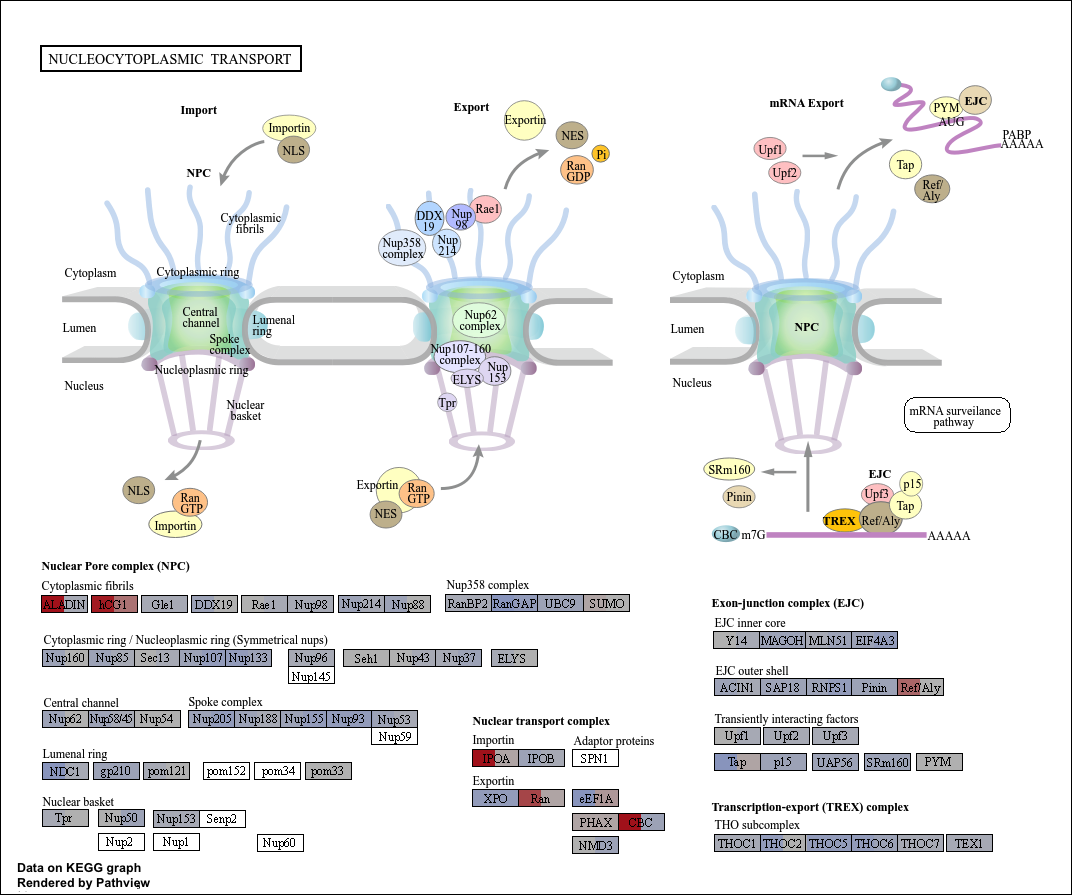 NUCLEOCYTOPLASMIC TRANSPORT
Import
Importin
NLS
NPC
Cytoplasmic
fibrils
Cytoplasm
Cytoplasmic ring
Central
channel
Lumenal
ring
Lumen
Spoke
complex
Nucleoplasmic ring
Nucleus
Nuclear
basket
NLS
Ran
GTP
Importin
Export
Exportin
NES
Pi
Ran
GDP
DDX
19
Nup
98
Rae1
Nup358
complex
Nup
214
Nup62
complex
Nup107-160
complex
Nup
153
ELYS
Tpr
Exportin
Ran
GTP
NES
mRNA Export
PYM
EJC
AUG
PABP
AAAAA
Upf1
Upf2
Tap
Ref/
Aly
Cytoplasm
Lumen
NPC
Nucleus
mRNA surveilance
pathway
SRm160
Pinin
EJC
Upf3
p15
Tap
TREX
Ref/Aly
CBC
m7G
AAAAA
Nuclear Pore complex (NPC)
Cytoplasmic fibrils
ALADIN hCG1 Gle1 DDX19 Rae1 Nup98 Nup214 Nup88
Nup358 complex
RanBP2 RanGAP UBC9 SUMO
Cytoplasmic ring / Nucleoplasmic ring (Symmetrical nups)
Nup160 Nup85 Sec13 Nup107 Nup133 Nup96 Seh1 Nup43 Nup37 ELYS
Nup145
Central channel
Nup62 Nup58/45 Nup54
Spoke complex
Nup205 Nup188 Nup155 Nup93 Nup53
Nup59
Lumenal ring
NDC1 gp210 pom121 pom152 pom34 pom33
Nuclear basket
Tpr Nup50 Nup153 Senp2
Nup2 Nup1 Nup60
Nuclear transport complex
Importin
IPOA IPOB
Adaptor proteins
SPN1
Exportin
XPO Ran eEF1A
PHAX CBC
NMD3
Exon-junction complex (EJC)
EJC inner core
Y14 MAGOH MLN51 EIF4A3
EJC outer shell
ACIN1 SAP18 RNPS1 Pinin Ref/Aly
Transiently interacting factors
Upf1 Upf2 Upf3
Tap p15 UAP56 SRm160 PYM
Transcription-export (TREX) complex
THO subcomplex
THOC1 THOC2 THOC5 THOC6 THOC7 TEX1
Data on KEGG graph
Rendered by Pathview